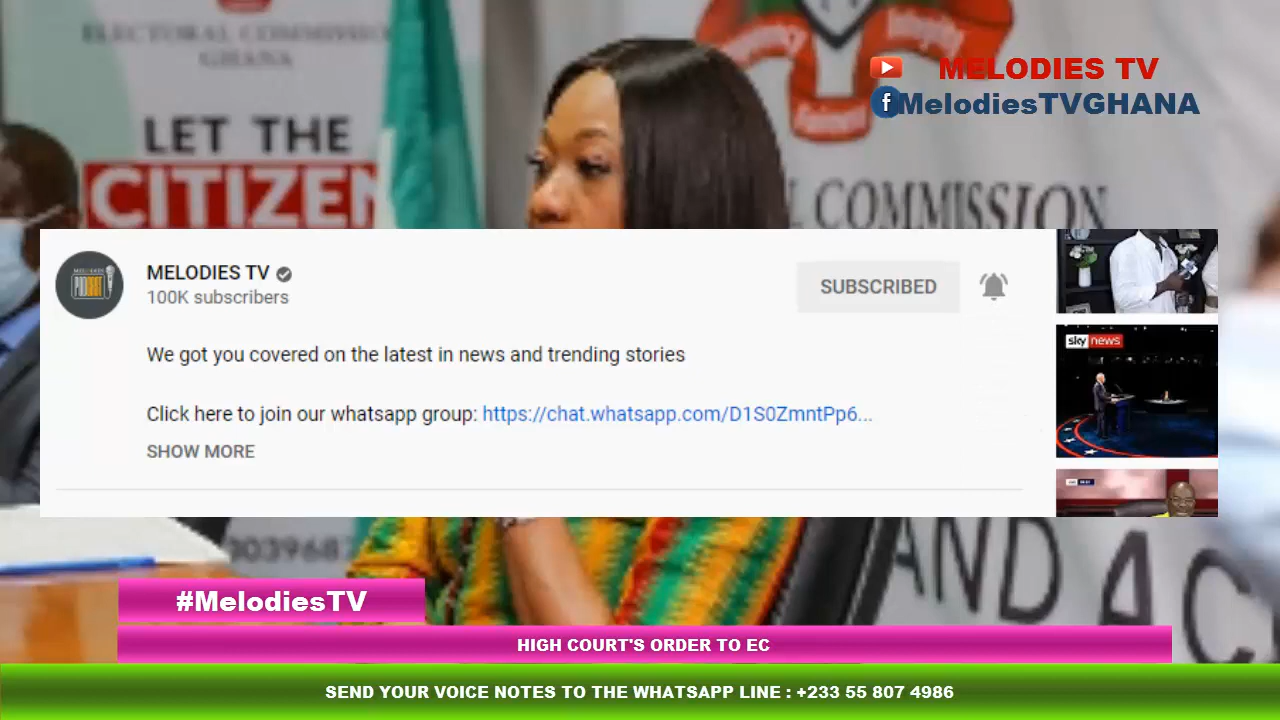 ELECTORAL COMMISSION
GHANA
LET THE
CITIZEN
MELODIES TV
MelodiesTVGHANA
COMMISSION
MELODIES TV
100K subscribers
SUBSCRIBED
We got you covered on the latest in news and trending stories
Click here to join our whatsapp group: https://chat.whatsapp.com/D1S0ZmntPp6...
SHOW MORE
sky news
AND AC
#MelodiesTV
HIGH COURT'S ORDER TO EC
SEND YOUR VOICE NOTES TO THE WHATSAPP LINE : +233 55 807 4986